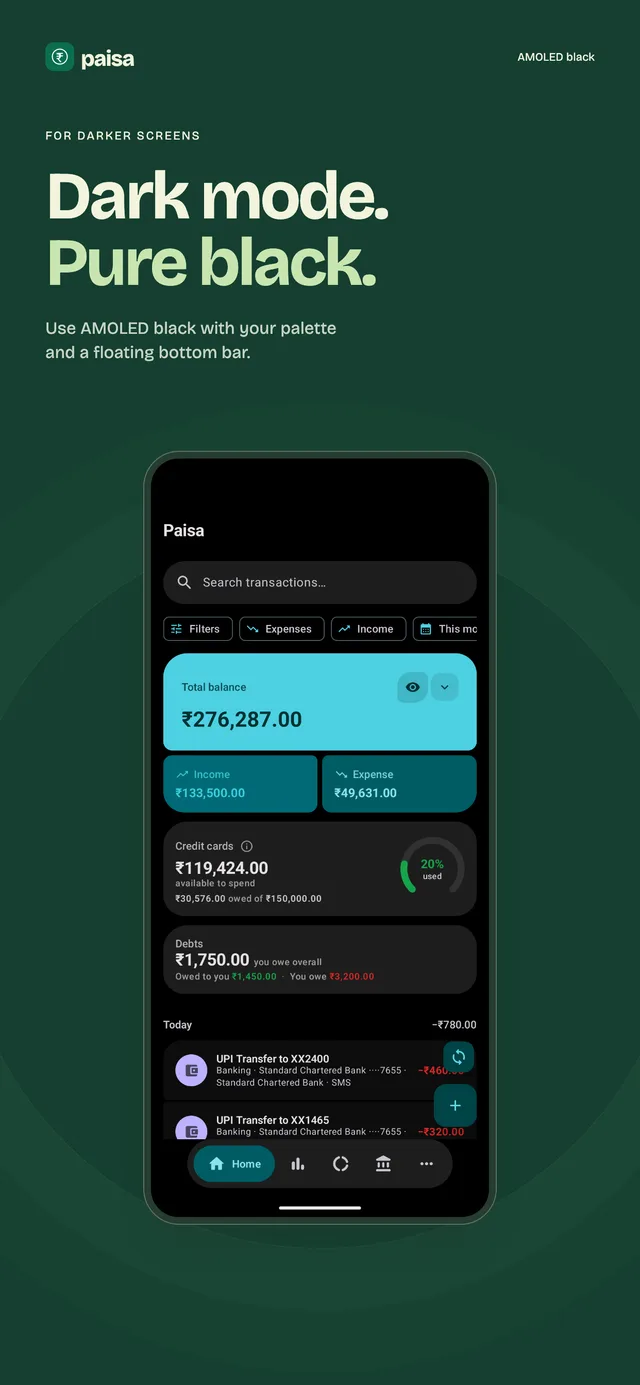 paisa
AMOLED black
FOR DARKER SCREENS
Dark mode.
Pure black.
Use AMOLED black with your palette
and a floating bottom bar.
Paisa
Search transactions...
Filters
Expenses
Income
This mo
Total balance
₹276,287.00
Income
₹133,500.00
Expense
₹49,631.00
Credit cards
₹119,424.00
available to spend
₹30,576.00 owed of ₹150,000.00
20%
used
Debts
₹1,750.00 you owe overall
Owed to you ₹1,450.00 · You owe ₹3,200.00
Today
−₹780.00
UPI Transfer to XX2400
Banking · Standard Chartered Bank ····7655 ·
Standard Chartered Bank · SMS
−₹460.00
UPI Transfer to XX1465
Banking · Standard Chartered Bank ····7655 ·
−₹320.00
Home